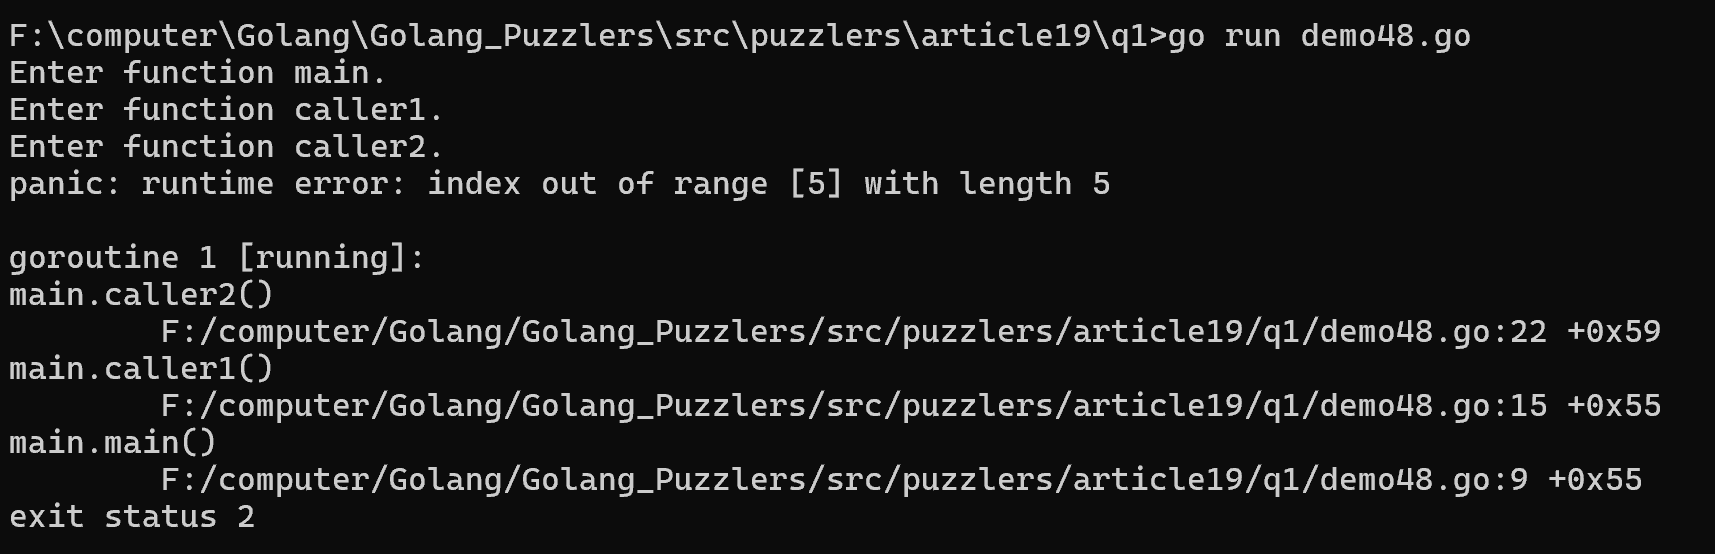 F:\computer\Golang\Golang_Puzzlers\src\puzzlers\article19\q1>go run demo48.go
Enter function main.
Enter function caller1.
Enter function caller2.
panic: runtime error: index out of range [5] with length 5

goroutine 1 [running]:
main.caller2()
        F:/computer/Golang/Golang_Puzzlers/src/puzzlers/article19/q1/demo48.go:22 +0x59
main.caller1()
        F:/computer/Golang/Golang_Puzzlers/src/puzzlers/article19/q1/demo48.go:15 +0x55
main.main()
        F:/computer/Golang/Golang_Puzzlers/src/puzzlers/article19/q1/demo48.go:9 +0x55
exit status 2